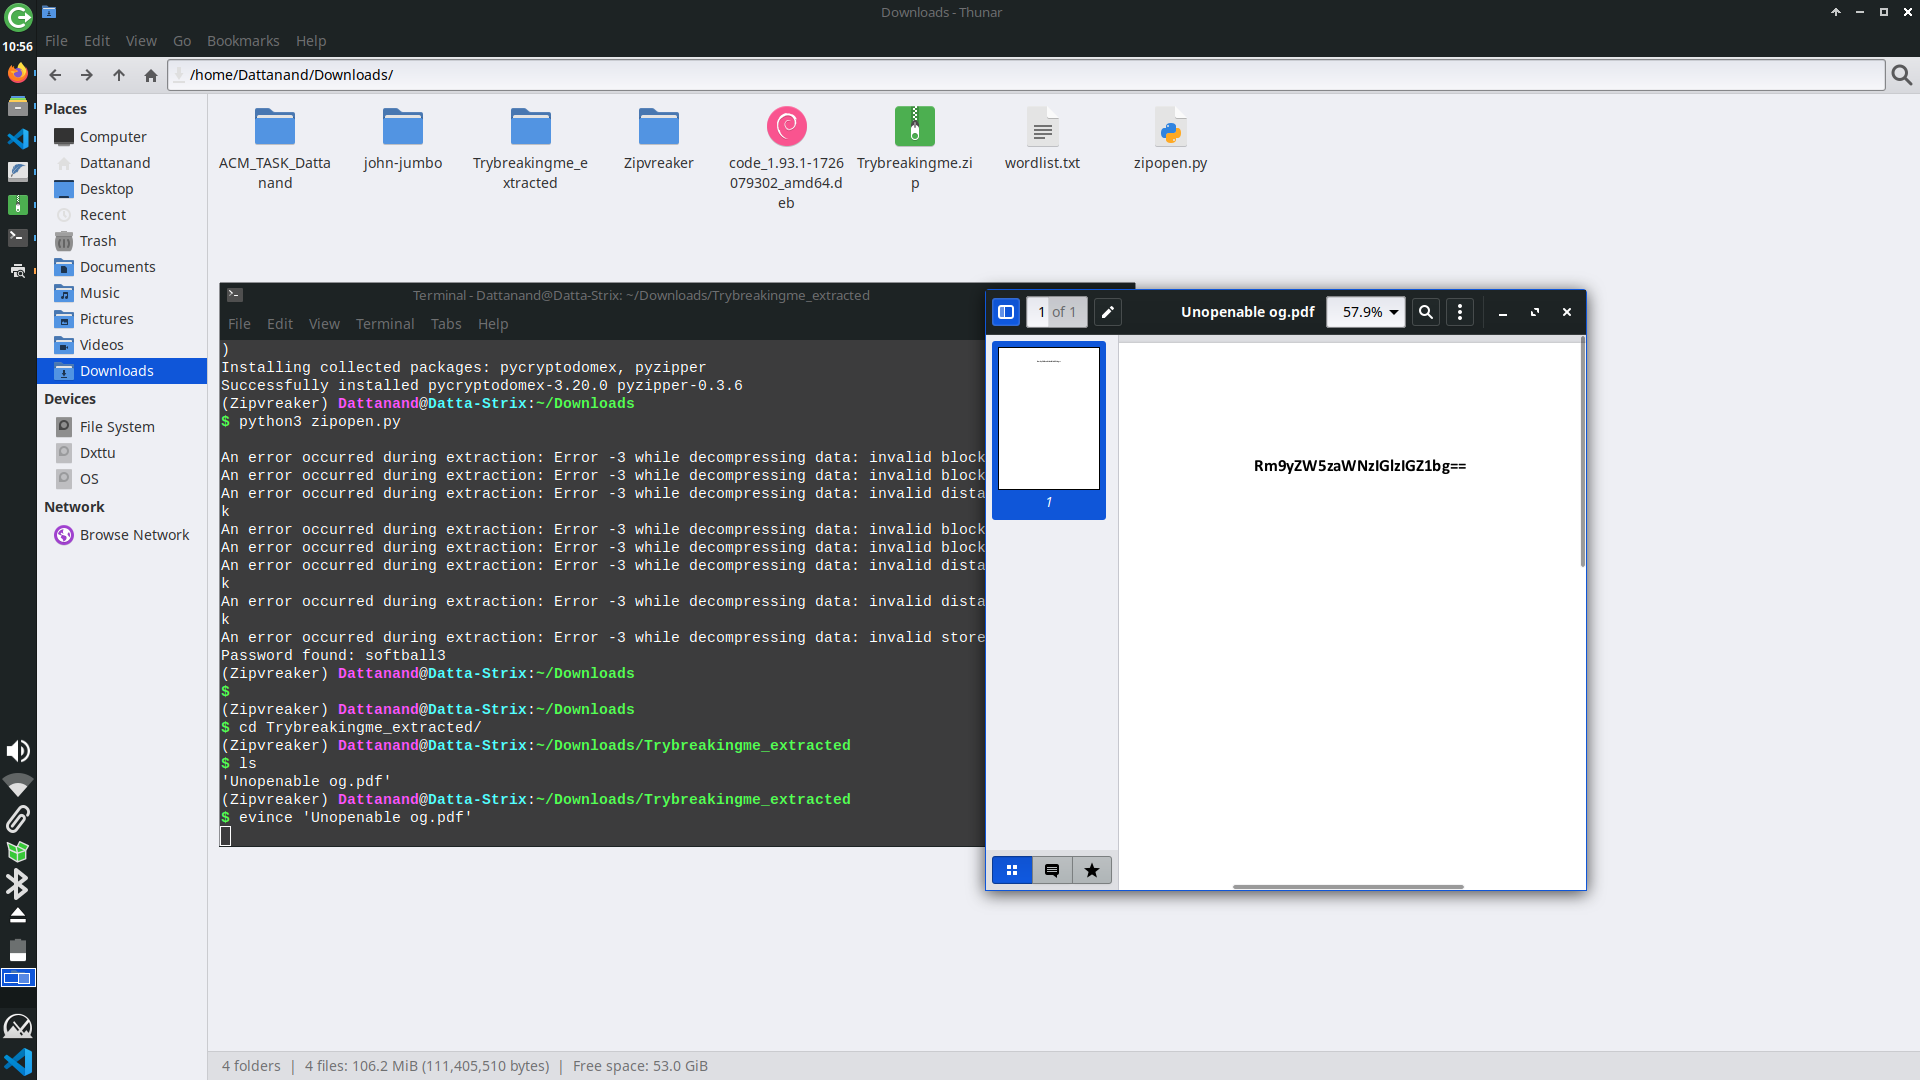 Downloads - Thunar
10:56
File Edit View Go Bookmarks Help
/home/Dattanand/Downloads/
Places
Computer
Dattanand
Desktop
Recent
Trash
Documents
Music
Pictures
Videos
Downloads
Devices
File System
Dxttu
OS
Network
Browse Network
ACM_TASK_Datta
nand
john-jumbo
Trybreakingme_e
xtracted
Zipvreaker
code_1.93.1-1726
079302_amd64.d
eb
Trybreakingme.zi
p
wordlist.txt
zipopen.py
Terminal - Dattanand@Datta-Strix: ~/Downloads/Trybreakingme_extracted
File Edit View Terminal Tabs Help
)
Installing collected packages: pycryptodomex, pyzipper
Successfully installed pycryptodomex-3.20.0 pyzipper-0.3.6
(Zipvreaker) Dattanand@Datta-Strix:~/Downloads
$ python3 zipopen.py
An error occurred during extraction: Error -3 while decompressing data: invalid block
An error occurred during extraction: Error -3 while decompressing data: invalid block
An error occurred during extraction: Error -3 while decompressing data: invalid dista
k
An error occurred during extraction: Error -3 while decompressing data: invalid block
An error occurred during extraction: Error -3 while decompressing data: invalid block
An error occurred during extraction: Error -3 while decompressing data: invalid dista
k
An error occurred during extraction: Error -3 while decompressing data: invalid dista
k
An error occurred during extraction: Error -3 while decompressing data: invalid store
Password found: softball3
(Zipvreaker) Dattanand@Datta-Strix:~/Downloads
$
(Zipvreaker) Dattanand@Datta-Strix:~/Downloads
$ cd Trybreakingme_extracted/
(Zipvreaker) Dattanand@Datta-Strix:~/Downloads/Trybreakingme_extracted
$ ls
'Unopenable og.pdf'
(Zipvreaker) Dattanand@Datta-Strix:~/Downloads/Trybreakingme_extracted
$ evince 'Unopenable og.pdf'
1 of 1
Unopenable og.pdf
57.9%
1
Rm9yZW5zaWNzIGlzIGZ1bg==
4 folders | 4 files: 106.2 MiB (111,405,510 bytes) | Free space: 53.0 GiB